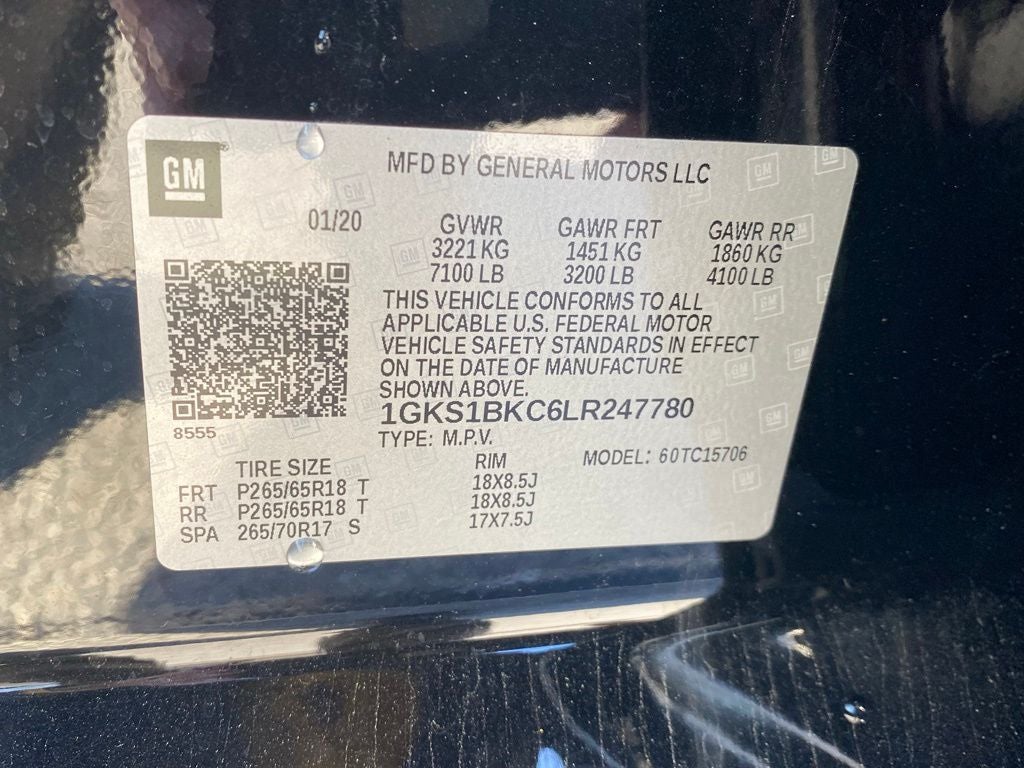 GM
MFD BY GENERAL MOTORS LLC
01/20
GVWR GAWR FRT GAWR RR
3221 KG 1451 KG 1860 KG
7100 LB 3200 LB 4100 LB
THIS VEHICLE CONFORMS TO ALL
APPLICABLE U.S. FEDERAL MOTOR
VEHICLE SAFETY STANDARDS IN EFFECT
ON THE DATE OF MANUFACTURE
SHOWN ABOVE.
1GKS1BKC6LR247780
8555
TYPE: M.P.V.
MODEL: 60TC15706
TIRE SIZE RIM
FRT P265/65R18 T 18X8.5J
RR P265/65R18 T 18X8.5J
SPA 265/70R17 S 17X7.5J